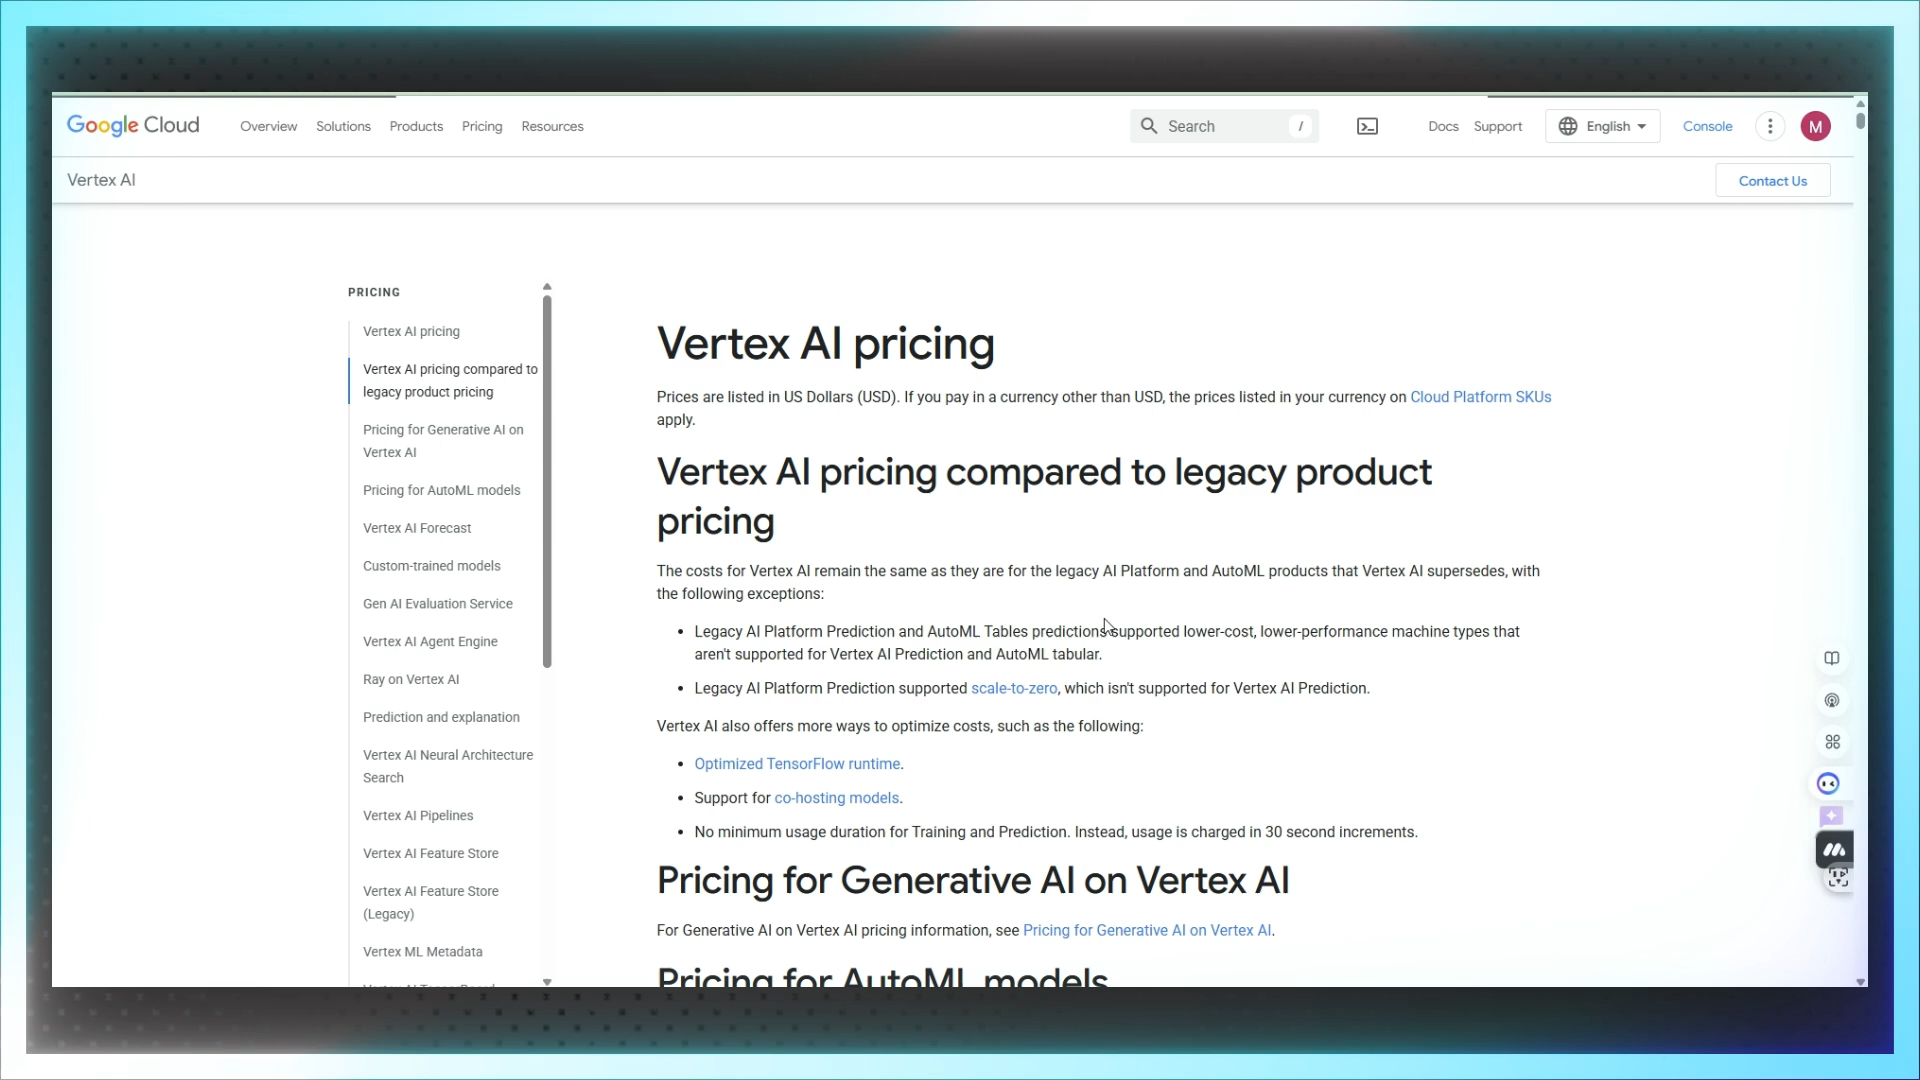 Google Cloud
Overview
Solutions
Products
Pricing
Resources
Search
/
Docs
Support
English
Console
M
Vertex AI
Contact Us
PRICING
Vertex AI pricing
Vertex AI pricing compared to
legacy product pricing
Pricing for Generative AI on
Vertex AI
Pricing for AutoML models
Vertex AI Forecast
Custom-trained models
Gen AI Evaluation Service
Vertex AI Agent Engine
Ray on Vertex AI
Prediction and explanation
Vertex AI Neural Architecture
Search
Vertex AI Pipelines
Vertex AI Feature Store
Vertex AI Feature Store
(Legacy)
Vertex ML Metadata
Vertex AI TensorBoard
Vertex AI pricing
Prices are listed in US Dollars (USD). If you pay in a currency other than USD, the prices listed in your currency on Cloud Platform SKUs
apply.
Vertex AI pricing compared to legacy product
pricing
The costs for Vertex AI remain the same as they are for the legacy AI Platform and AutoML products that Vertex AI supersedes, with
the following exceptions:
• Legacy AI Platform Prediction and AutoML Tables predictions supported lower-cost, lower-performance machine types that
aren't supported for Vertex AI Prediction and AutoML tabular.
• Legacy AI Platform Prediction supported scale-to-zero, which isn't supported for Vertex AI Prediction.
Vertex AI also offers more ways to optimize costs, such as the following:
• Optimized TensorFlow runtime.
• Support for co-hosting models.
• No minimum usage duration for Training and Prediction. Instead, usage is charged in 30 second increments.
Pricing for Generative AI on Vertex AI
For Generative AI on Vertex AI pricing information, see Pricing for Generative AI on Vertex AI.
Pricing for AutoML models